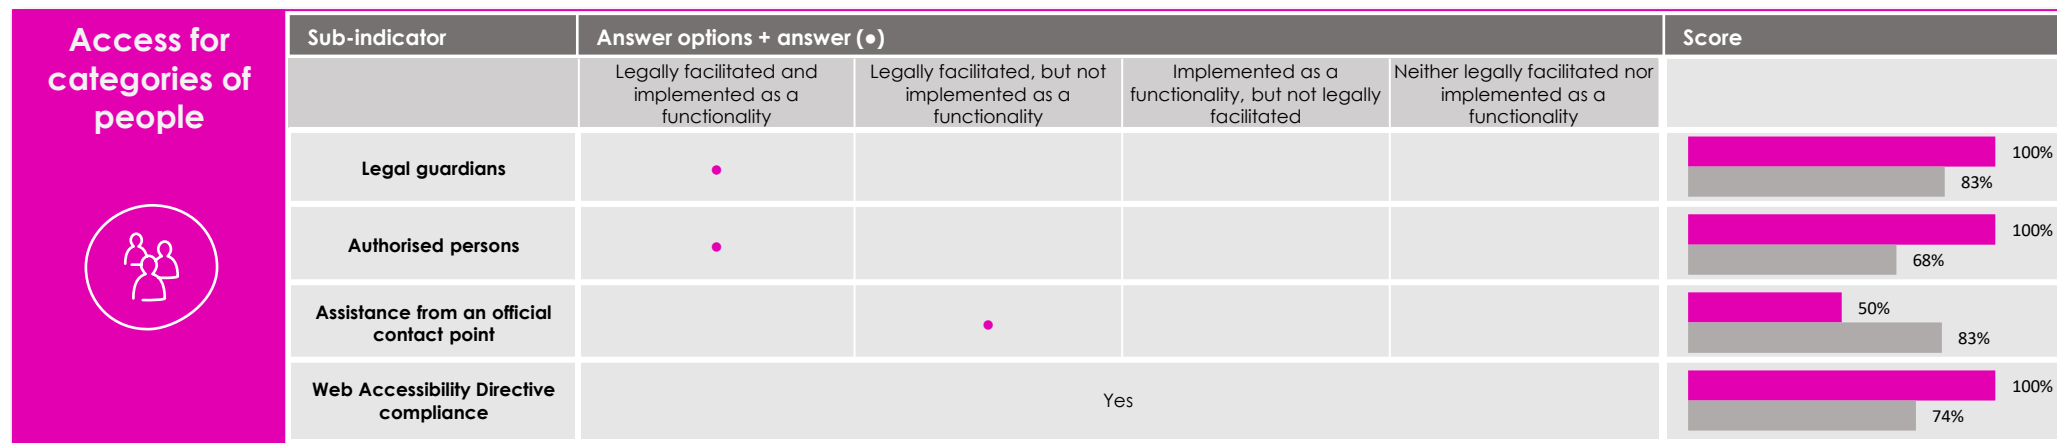 Access for
categories of
people
Sub-indicator
Answer options + answer (●)
Score
Legally facilitated and
implemented as a
functionality
Legally facilitated, but not
implemented as a
functionality
Implemented as a
functionality, but not legally
facilitated
Neither legally facilitated nor
implemented as a
functionality
Legal guardians
●
100%
83%
Authorised persons
●
100%
68%
Assistance from an official
contact point
●
50%
83%
Web Accessibility Directive
compliance
Yes
100%
74%